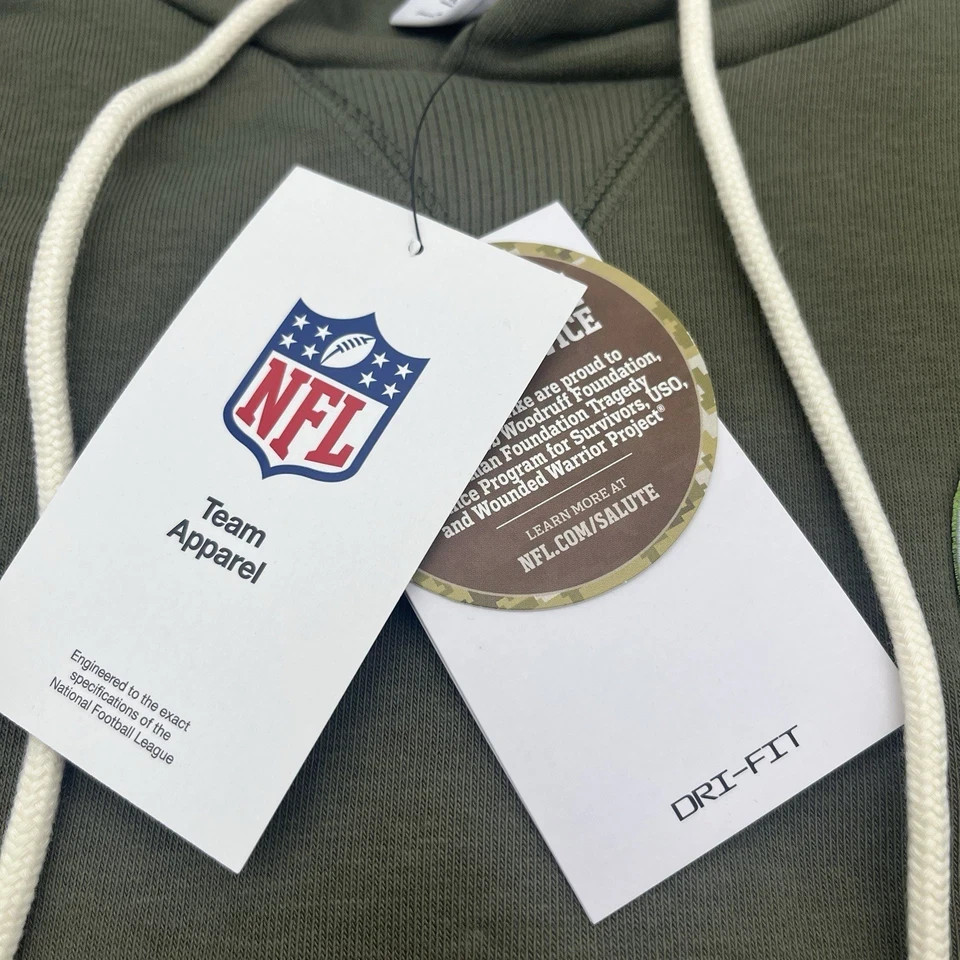 NFL
Team
Apparel
Engineered to the exact
specifications of the
National Football League
are proud to
Woodruff Foundation,
Foundation Tragedy
Program for Survivors, USO,
and Wounded Warrior Project®
LEARN MORE AT
NFL.COM/SALUTE
DRI-FIT